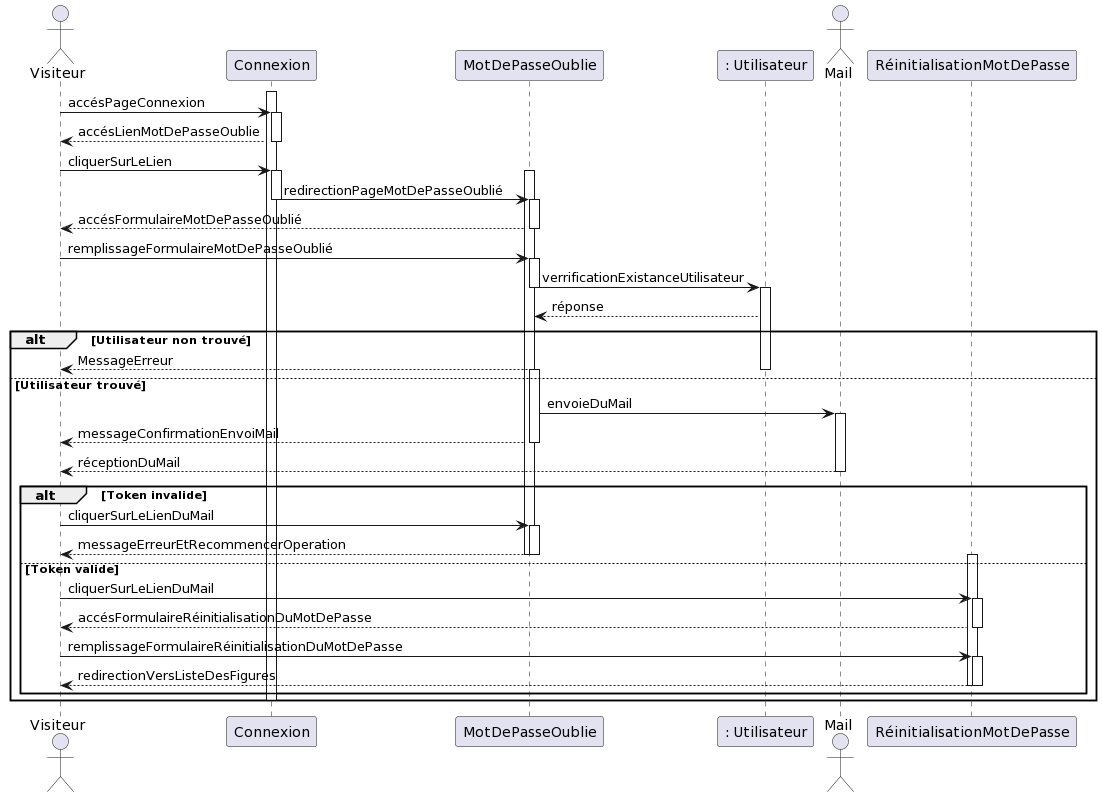 Visiteur
Mail
Connexion
MotDePasseOublie
: Utilisateur
RéinitialisationMotDePasse
accésPageConnexion
accésLienMotDePasseOublie
cliquerSurLeLien
redirectionPageMotDePasseOublié
accésFormulaireMotDePasseOublié
remplissageFormulaireMotDePasseOublié
verrificationExistanceUtilisateur
réponse
alt [Utilisateur non trouvé]
MessageErreur
[Utilisateur trouvé]
envoieDuMail
messageConfirmationEnvoiMail
réceptionDuMail
alt [Token invalide]
cliquerSurLeLienDuMail
messageErreurEtRecommencerOperation
[Token valide]
cliquerSurLeLienDuMail
accésFormulaireRéinitialisationDuMotDePasse
remplissageFormulaireRéinitialisationDuMotDePasse
redirectionVersListeDesFigures
Visiteur
Connexion
MotDePasseOublie
: Utilisateur
Mail
RéinitialisationMotDePasse